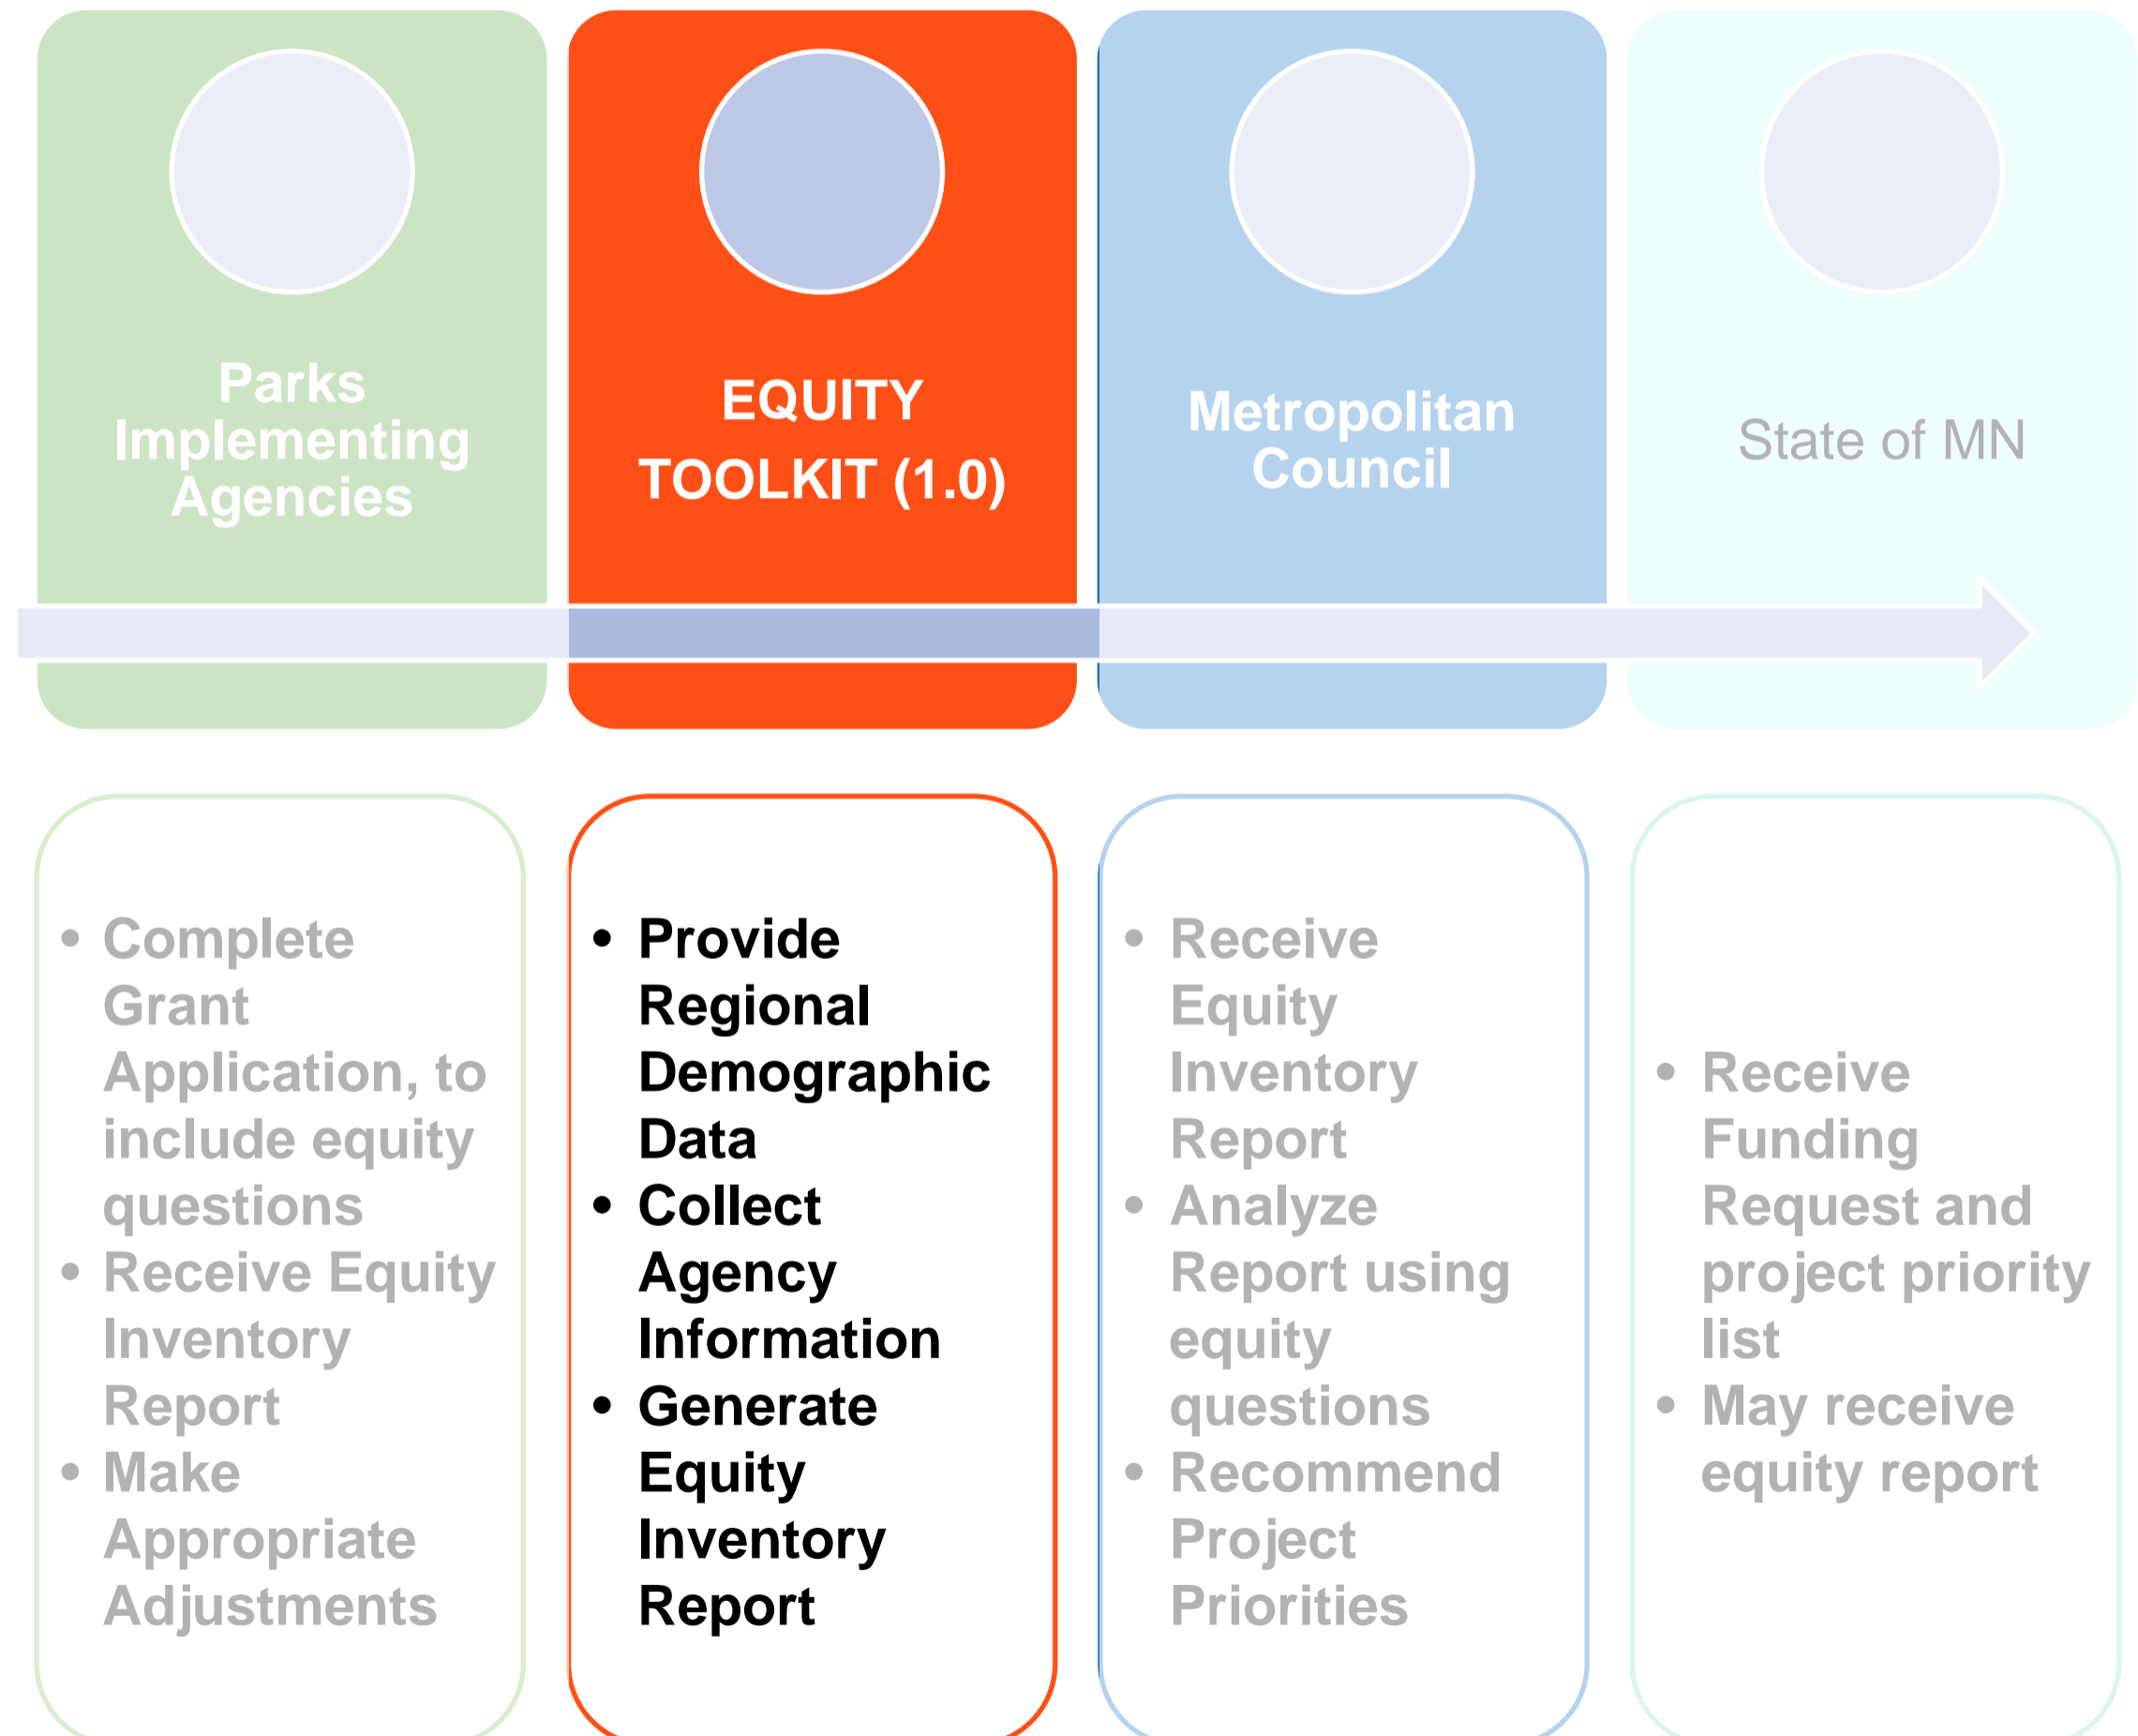 Parks
Implementing
Agencies
EQUITY
TOOLKIT (1.0)
Metropolitan
Council
State of MN
• Complete
Grant
Application, to
include equity
questions
• Receive Equity
Inventory
Report
• Make
Appropriate
Adjustments
• Provide
Regional
Demographic
Data
• Collect
Agency
Information
• Generate
Equity
Inventory
Report
• Receive
Equity
Inventory
Report
• Analyze
Report using
equity
questions
• Recommend
Project
Priorities
• Receive
Funding
Request and
project priority
list
• May receive
equity report